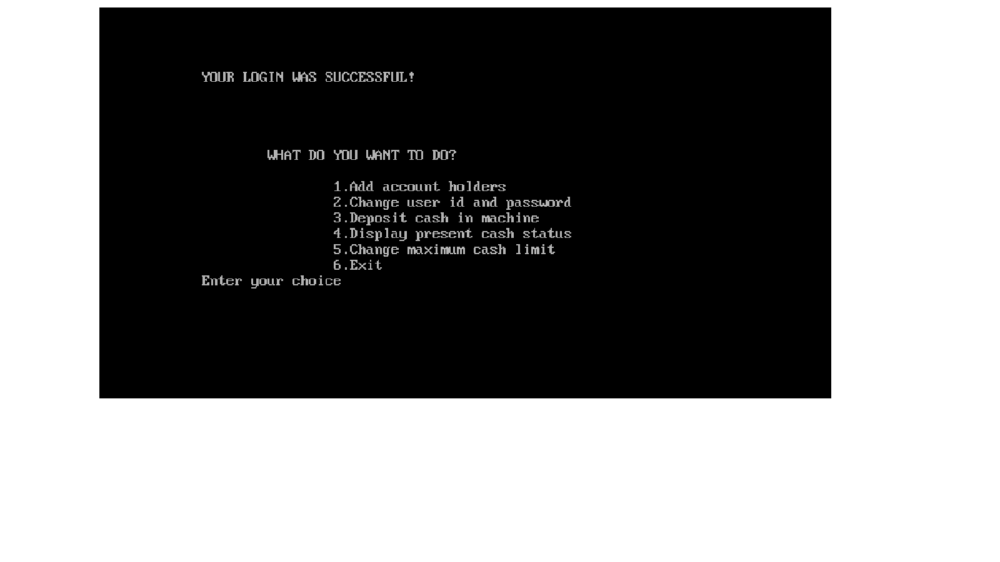 YOUR LOGIN WAS SUCCESSFUL!
WHAT DO YOU WANT TO DO?
1.Add account holders
2.Change user id and password
3.Deposit cash in machine
4.Display present cash status
5.Change maximum cash limit
6.Exit
Enter your choice